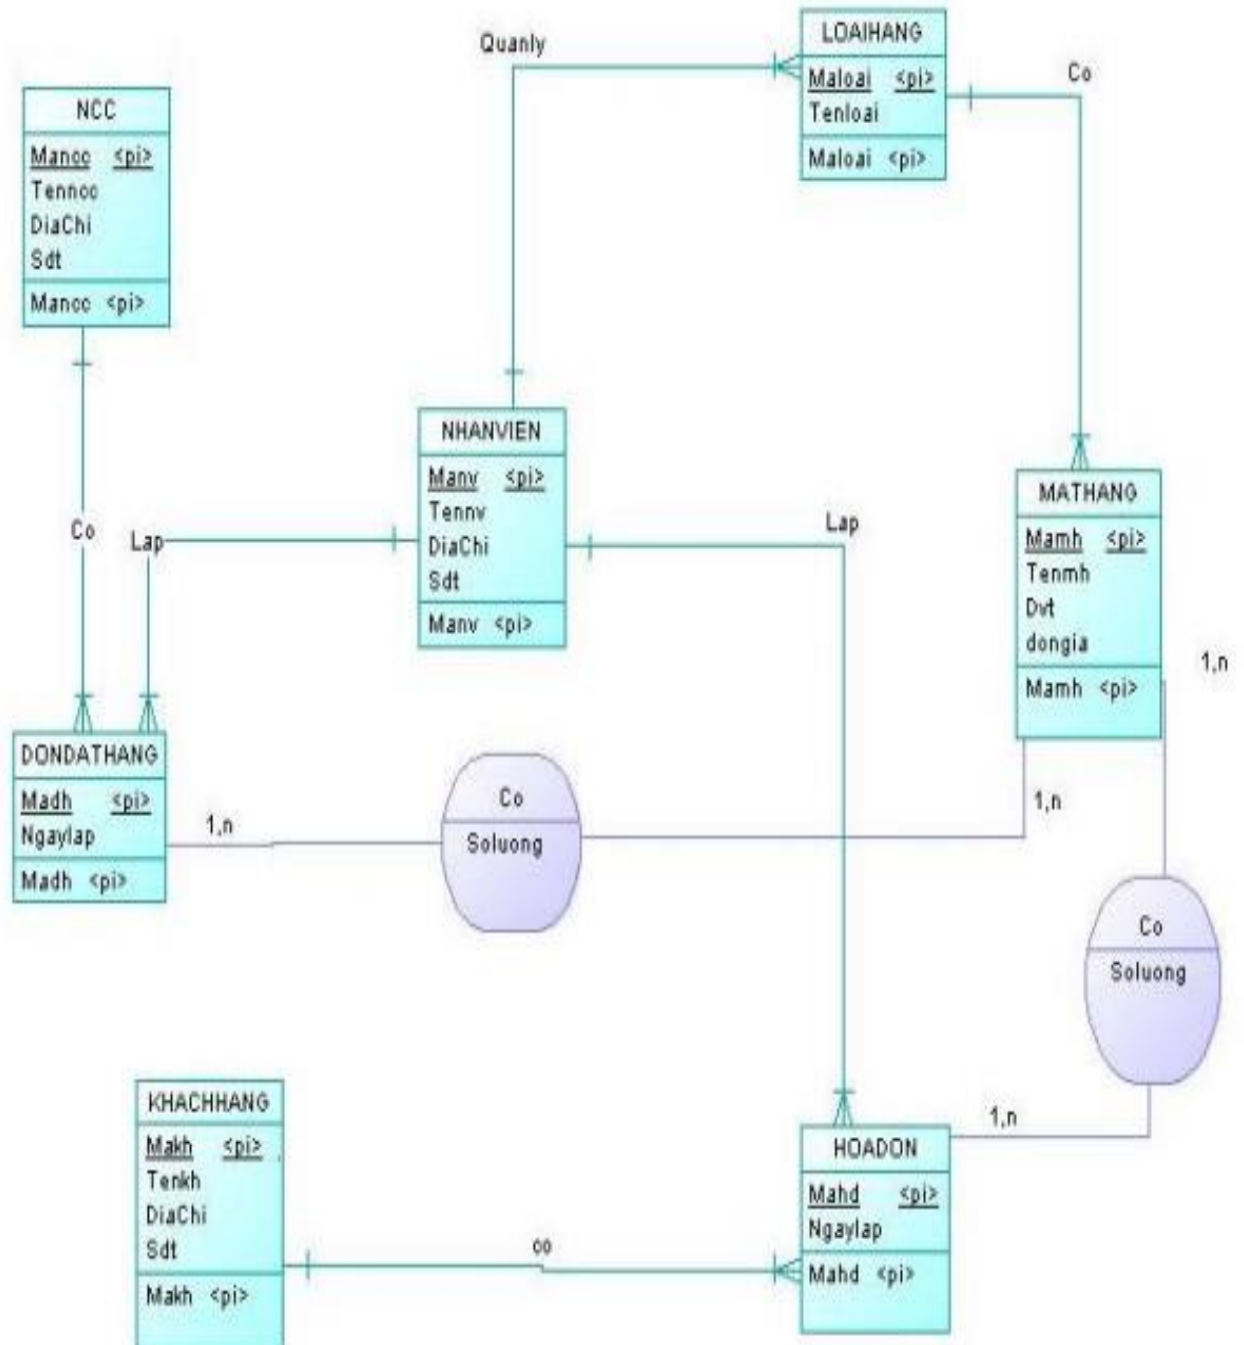 Quanly
LOAIHANG
Maloai <pi>
Tenloai
Maloai <pi>
Co
NCC
Mancc <pi>
Tenncc
DiaChi
Sdt
Mancc <pi>
NHANVIEN
Manv <pi>
Tennv
DiaChi
Sdt
Manv <pi>
Co
Lap
Lap
MATHANG
Mamh <pi>
Tenmh
Dvt
dongia
Mamh <pi>
1,n
DONDATHANG
Madh <pi>
Ngaylap
Madh <pi>
1,n
Co
Soluong
1,n
Co
Soluong
KHACHHANG
Makh <pi>
Tenkh
DiaChi
Sdt
Makh <pi>
co
1,n
HOADON
Mahd <pi>
Ngaylap
Mahd <pi>